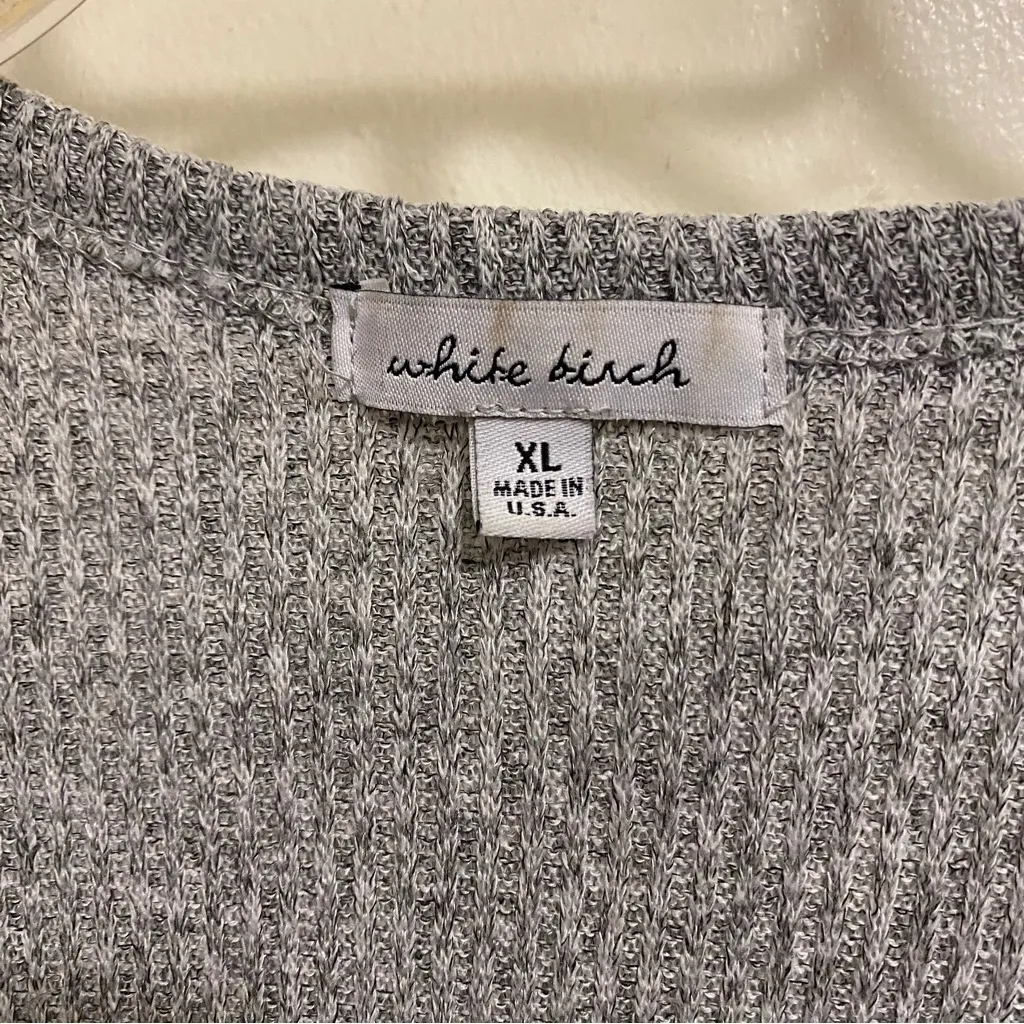 white birch
XL
MADE IN
U.S.A.